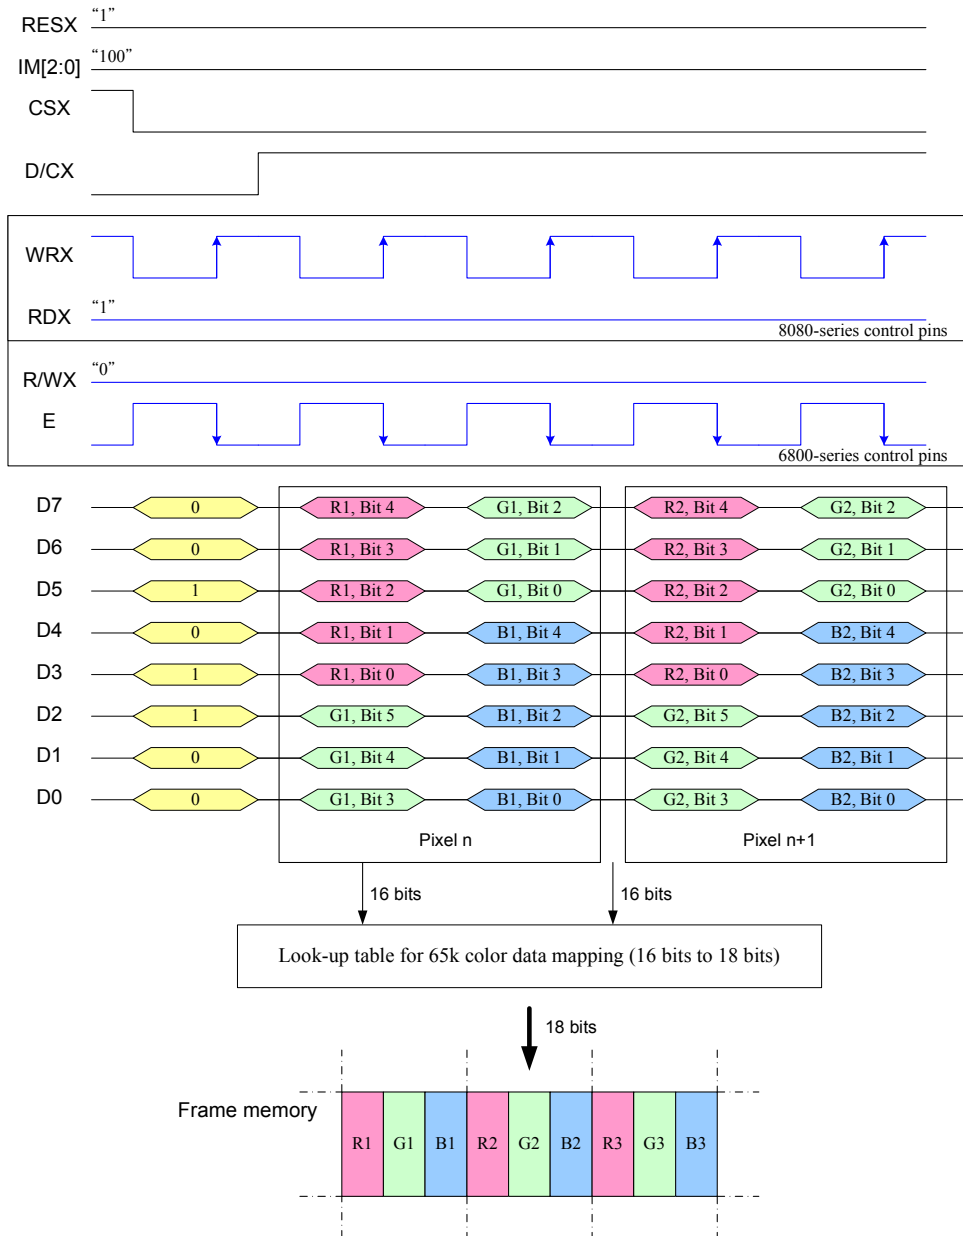 RESX “1”
IM[2:0] “100”
CSX
D/CX
WRX
RDX “1”
8080-series control pins
R/WX “0”
E
6800-series control pins
D7 0 R1, Bit 4 G1, Bit 2 R2, Bit 4 G2, Bit 2
D6 0 R1, Bit 3 G1, Bit 1 R2, Bit 3 G2, Bit 1
D5 1 R1, Bit 2 G1, Bit 0 R2, Bit 2 G2, Bit 0
D4 0 R1, Bit 1 B1, Bit 4 R2, Bit 1 B2, Bit 4
D3 1 R1, Bit 0 B1, Bit 3 R2, Bit 0 B2, Bit 3
D2 1 G1, Bit 5 B1, Bit 2 G2, Bit 5 B2, Bit 2
D1 0 G1, Bit 4 B1, Bit 1 G2, Bit 4 B2, Bit 1
D0 0 G1, Bit 3 B1, Bit 0 G2, Bit 3 B2, Bit 0
Pixel n Pixel n+1
16 bits 16 bits
Look-up table for 65k color data mapping (16 bits to 18 bits)
18 bits
Frame memory
R1 G1 B1 R2 G2 B2 R3 G3 B3